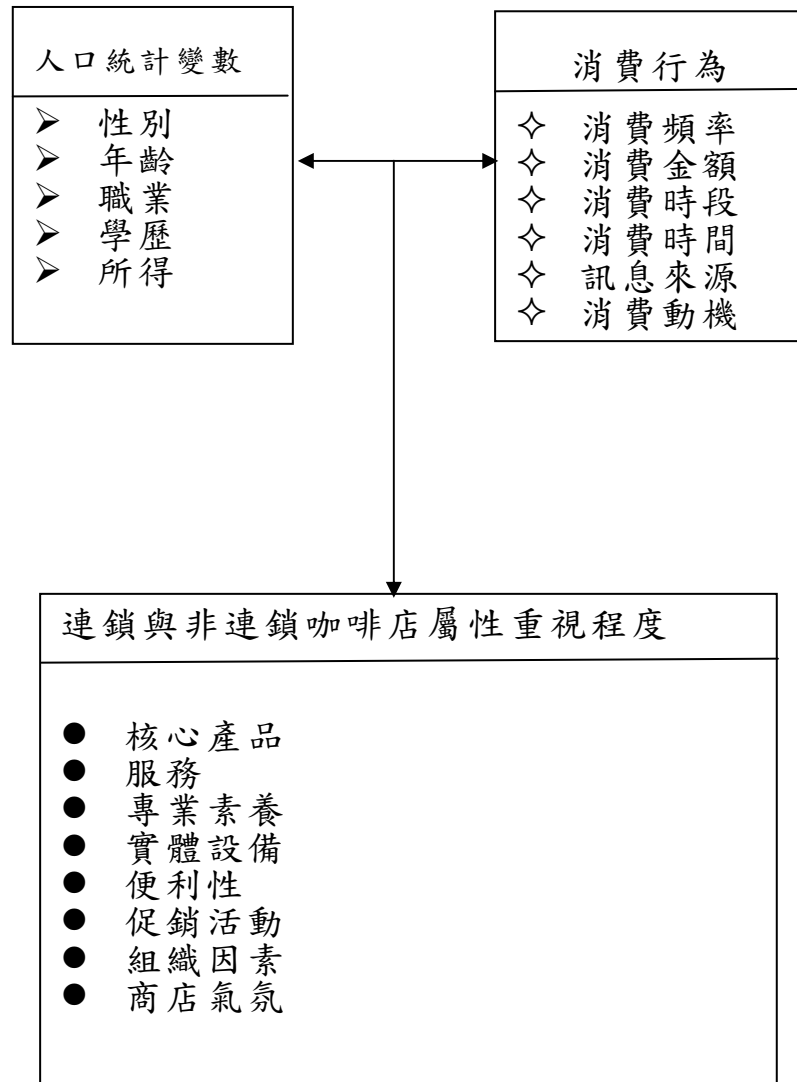 人口統計變數
➢ 性別
➢ 年齡
➢ 職業
➢ 學歷
➢ 所得
消費行為
✧ 消費頻率
✧ 消費金額
✧ 消費時段
✧ 消費時間
✧ 訊息來源
✧ 消費動機
連鎖與非連鎖咖啡店屬性重視程度
● 核心產品
● 服務
● 專業素養
● 實體設備
● 便利性
● 促銷活動
● 組織因素
● 商店氣氛